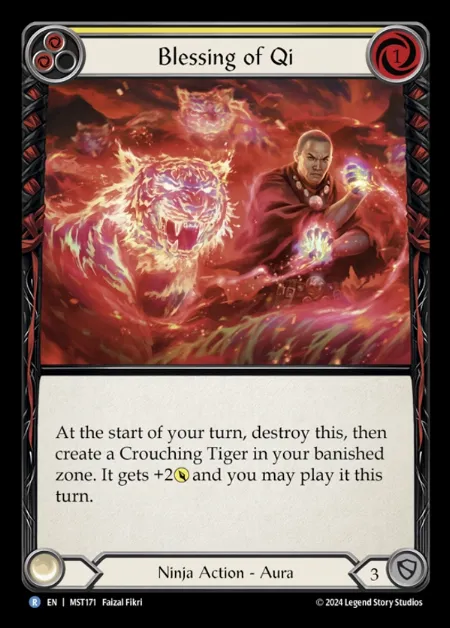 Blessing of Qi
1
At the start of your turn, destroy this, then
create a Crouching Tiger in your banished
zone. It gets +2 and you may play it this
turn.
Ninja Action - Aura
3
R EN | MST171 Faizal Fikri
© 2024 Legend Story Studios